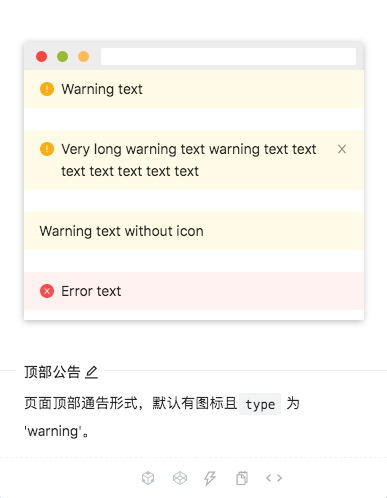 Warning text
Very long warning text warning text text
text text text text text
Warning text without icon
Error text
顶部公告
页面顶部通告形式，默认有图标且 type 为
'warning'。